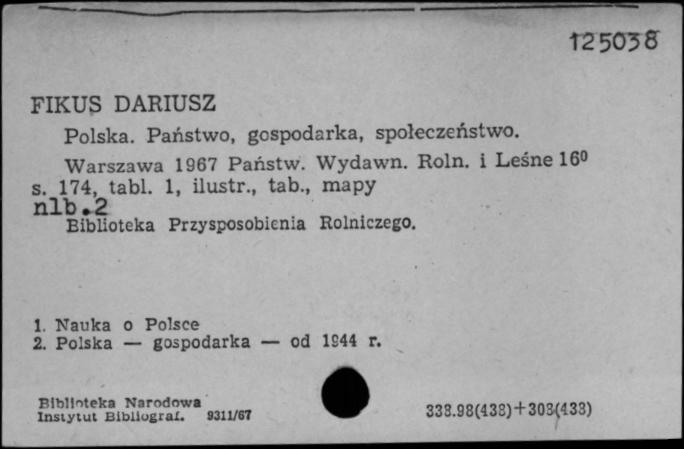 125038
FIKUS DARIUSZ
Polska. Państwo, gospodarka, społeczeństwo.
Warszawa 1967 Państw. Wydawn. Roln. i Leśne 16⁰
s. 174, tabl. 1, ilustr., tab., mapy
nlb.2
Biblioteka Przysposobienia Rolniczego.
1. Nauka o Polsce
2. Polska — gospodarka — od 1944 r.
Biblioteka Narodowa
Instytut Bibliograf. 9311/67
338.98(438)+308(438)